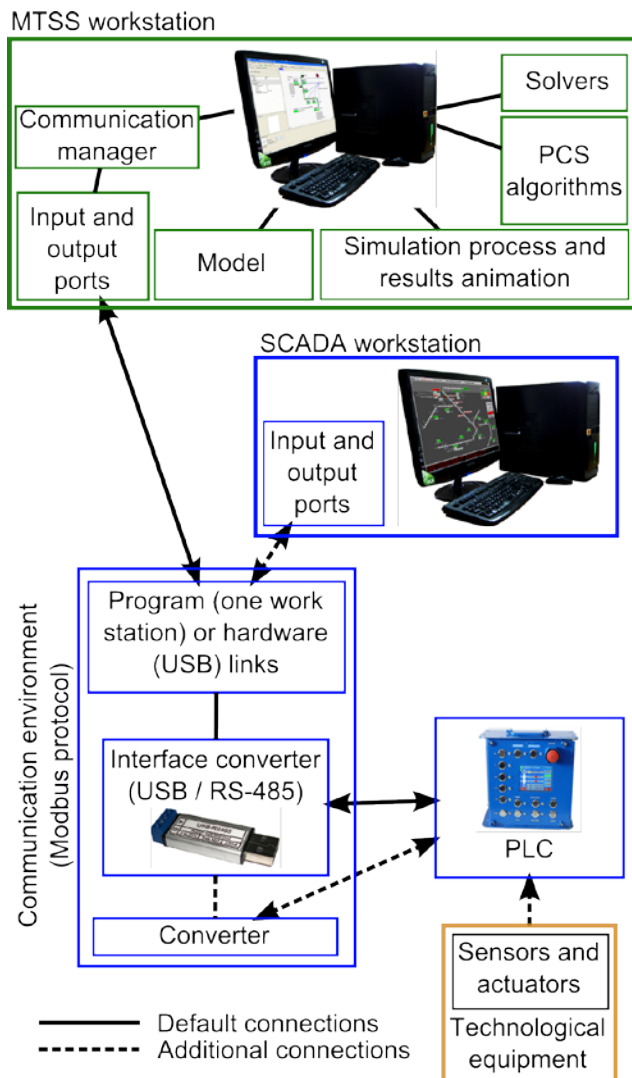 MTSS workstation
Communication
manager
Solvers
PCS
algorithms
Input and
output
ports
Model
Simulation process and
results animation
SCADA workstation
Input and
output
ports
Communication environment
(Modbus protocol)
Program (one work
station) or hardware
(USB) links
Interface converter
(USB / RS-485)
PLC
Converter
Sensors and
actuators
Technological
equipment
Default connections
Additional connections